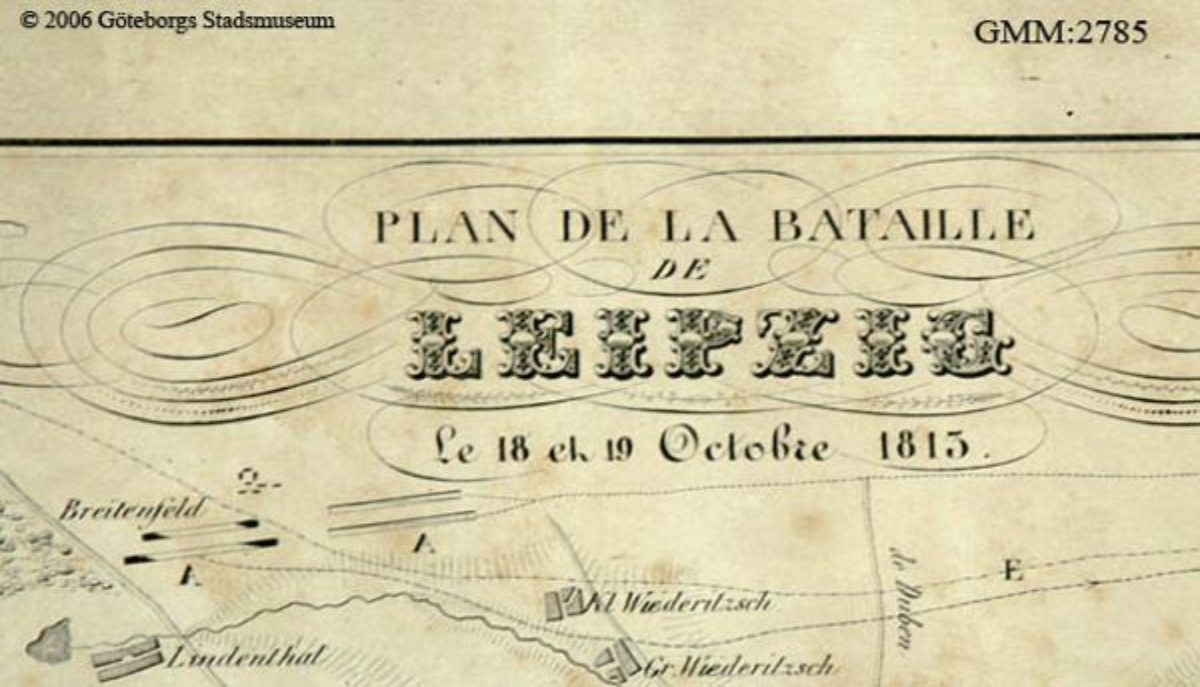 © 2006 Göteborgs Stadsmuseum
GMM:2785
PLAN DE LA BATAILLE
DE
LEIPZIG
Le 18 et 19 Octobre 1813.
Breitenfeld
A.
A.
E
de Düben
Kl Wiederitzsch
Lindenthal
Gr. Wiederitzsch